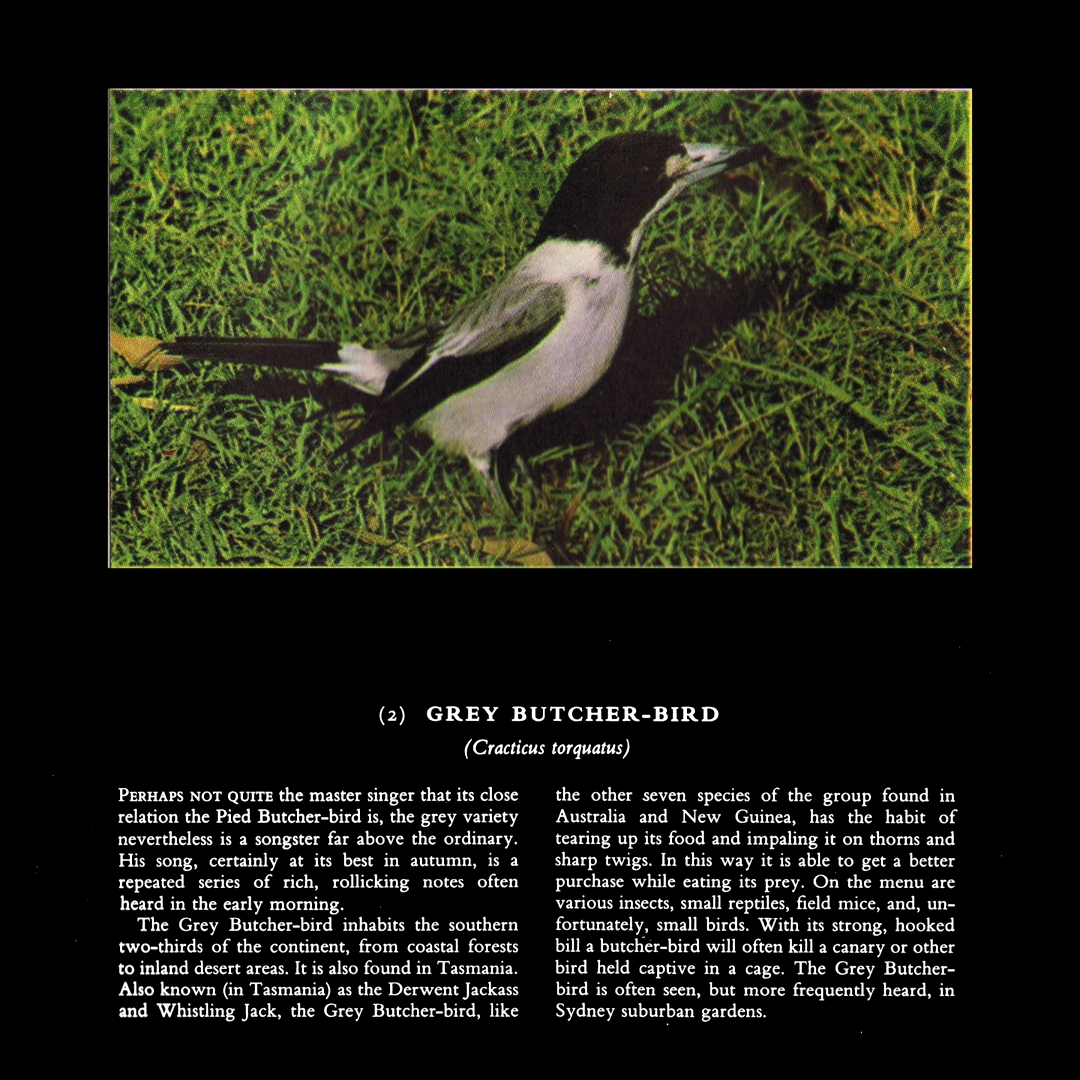 (2) GREY BUTCHER-BIRD
(Cracticus torquatus)
PERHAPS NOT QUITE the master singer that its close
relation the Pied Butcher-bird is, the grey variety
nevertheless is a songster far above the ordinary.
His song, certainly at its best in autumn, is a
repeated series of rich, rollicking notes often
heard in the early morning.
The Grey Butcher-bird inhabits the southern
two-thirds of the continent, from coastal forests
to inland desert areas. It is also found in Tasmania.
Also known (in Tasmania) as the Derwent Jackass
and Whistling Jack, the Grey Butcher-bird, like
the other seven species of the group found in
Australia and New Guinea, has the habit of
tearing up its food and impaling it on thorns and
sharp twigs. In this way it is able to get a better
purchase while eating its prey. On the menu are
various insects, small reptiles, field mice, and, un-
fortunately, small birds. With its strong, hooked
bill a butcher-bird will often kill a canary or other
bird held captive in a cage. The Grey Butcher-
bird is often seen, but more frequently heard, in
Sydney suburban gardens.